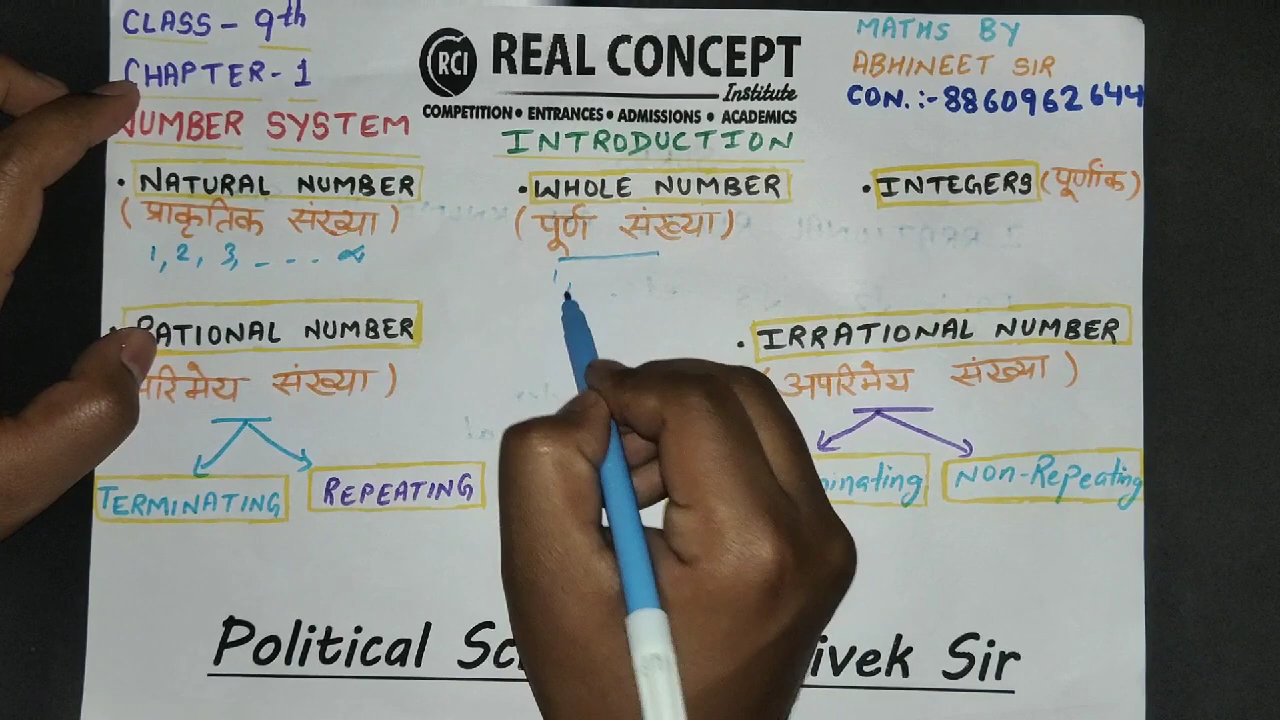 CLASS - 9th
CHAPTER - 1
NUMBER SYSTEM
RCI REAL CONCEPT
Institute
COMPETITION • ENTRANCES • ADMISSIONS • ACADEMICS
INTRODUCTION
MATHS BY
ABHINEET SIR
CON.:- 8860962644
• NATURAL NUMBER
(प्राकृतिक संख्या)
1, 2, 3, - - - - ∝
• WHOLE NUMBER
(पूर्ण संख्या)
• INTEGERS (पूर्णांक)
• RATIONAL NUMBER
परिमेय संख्या)
TERMINATING
REPEATING
• IRRATIONAL NUMBER
(अपरिमेय संख्या)
minating
NON-Repeating
Political Sc
ivek Sir